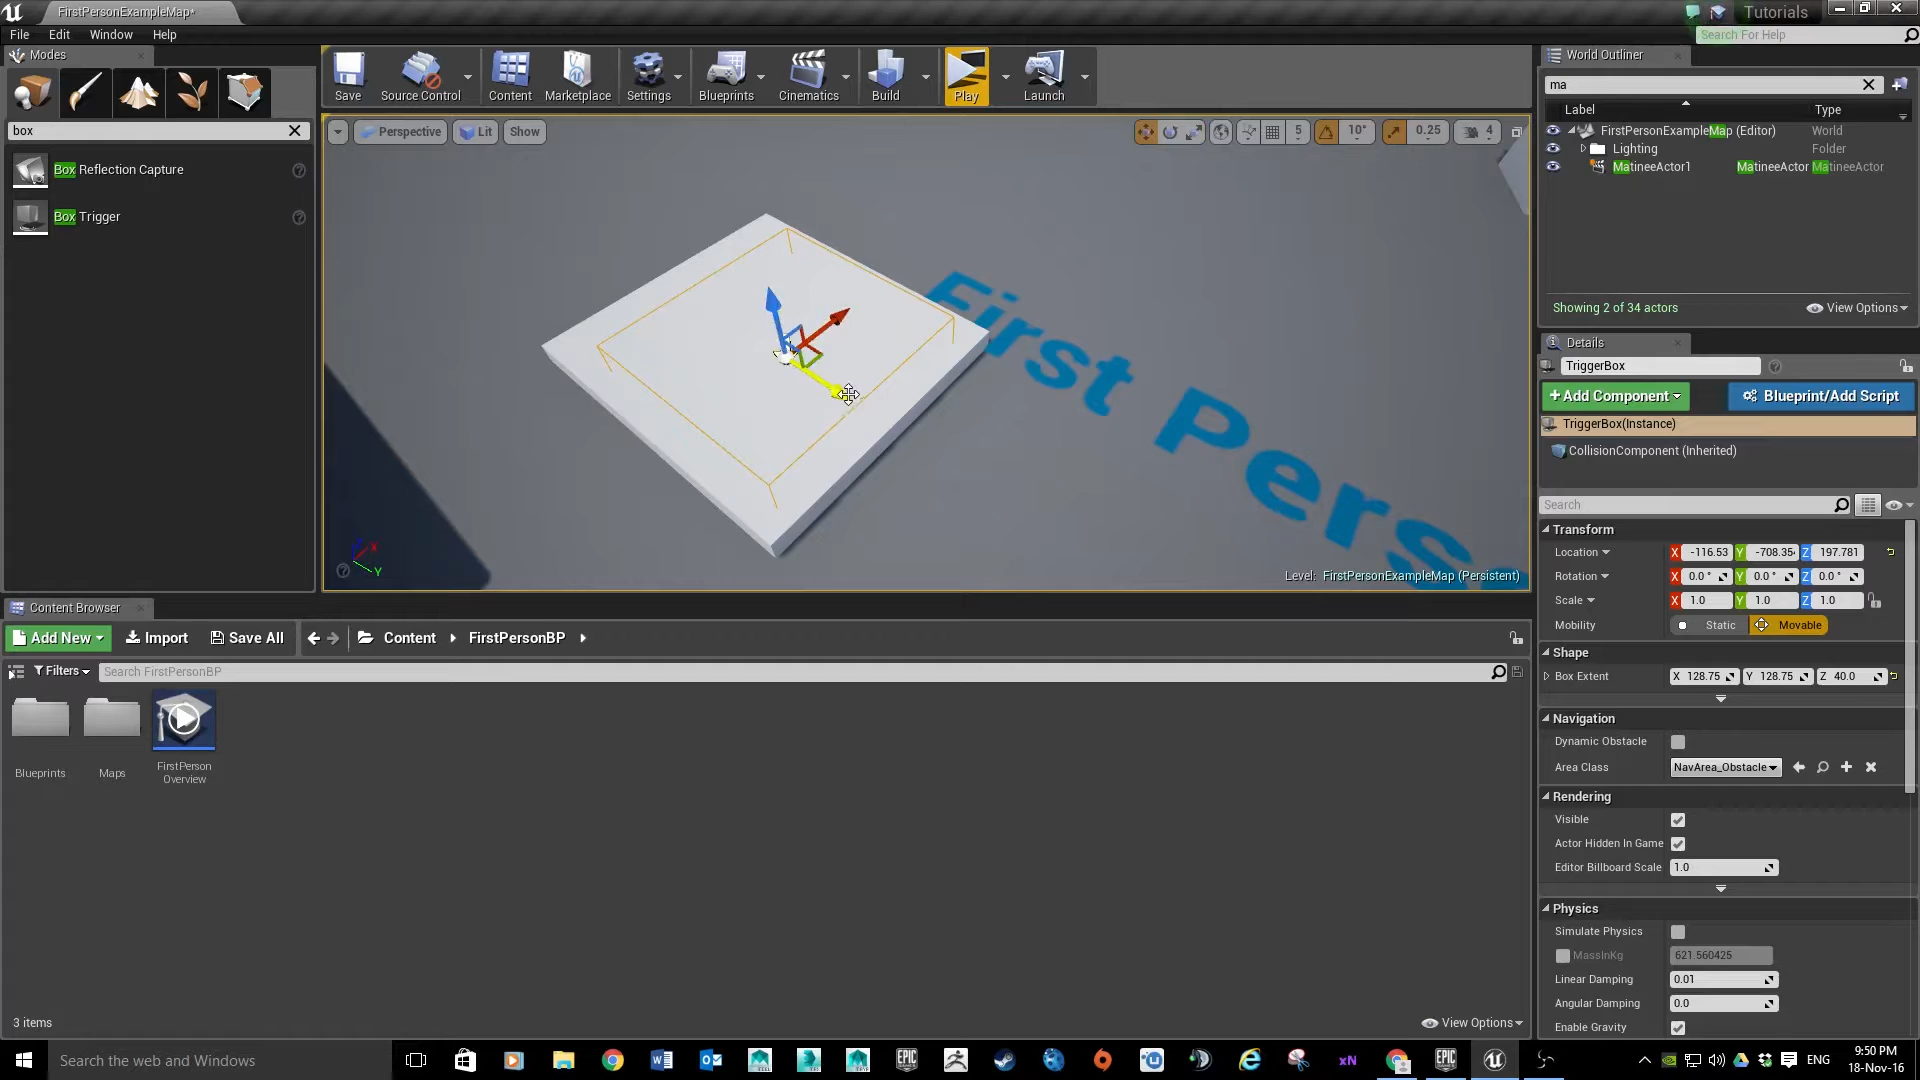 FirstPersonExampleMap*
Tutorials
File Edit Window Help
Search For Help
Modes
box
Box Reflection Capture
Box Trigger
Save
Source Control
Content
Marketplace
Settings
Blueprints
Cinematics
Build
Play
Launch
Perspective
Lit
Show
5
10°
0.25
4
First Pers
Level: FirstPersonExampleMap (Persistent)
World Outliner
ma
Label Type
FirstPersonExampleMap (Editor) World
Lighting Folder
MatineeActor1 MatineeActor MatineeActor
Showing 2 of 34 actors
View Options
Details
TriggerBox
+Add Component
Blueprint/Add Script
TriggerBox(Instance)
CollisionComponent (Inherited)
Search
Transform
Location X -116.53 Y -708.35 Z 197.781
Rotation X 0.0 ° Y 0.0 ° Z 0.0 °
Scale X 1.0 Y 1.0 Z 1.0
Mobility Static Movable
Shape
Box Extent X 128.75 Y 128.75 Z 40.0
Navigation
Dynamic Obstacle
Area Class NavArea_Obstacle
Rendering
Visible
Actor Hidden In Game
Editor Billboard Scale 1.0
Physics
Simulate Physics
MassInKg 621.560425
Linear Damping 0.01
Angular Damping 0.0
Enable Gravity
Content Browser
Add New Import Save All Content FirstPersonBP
Filters Search FirstPersonBP
Blueprints
Maps
FirstPerson
Overview
3 items
View Options
Search the web and Windows
ENG
9:50 PM
18-Nov-16